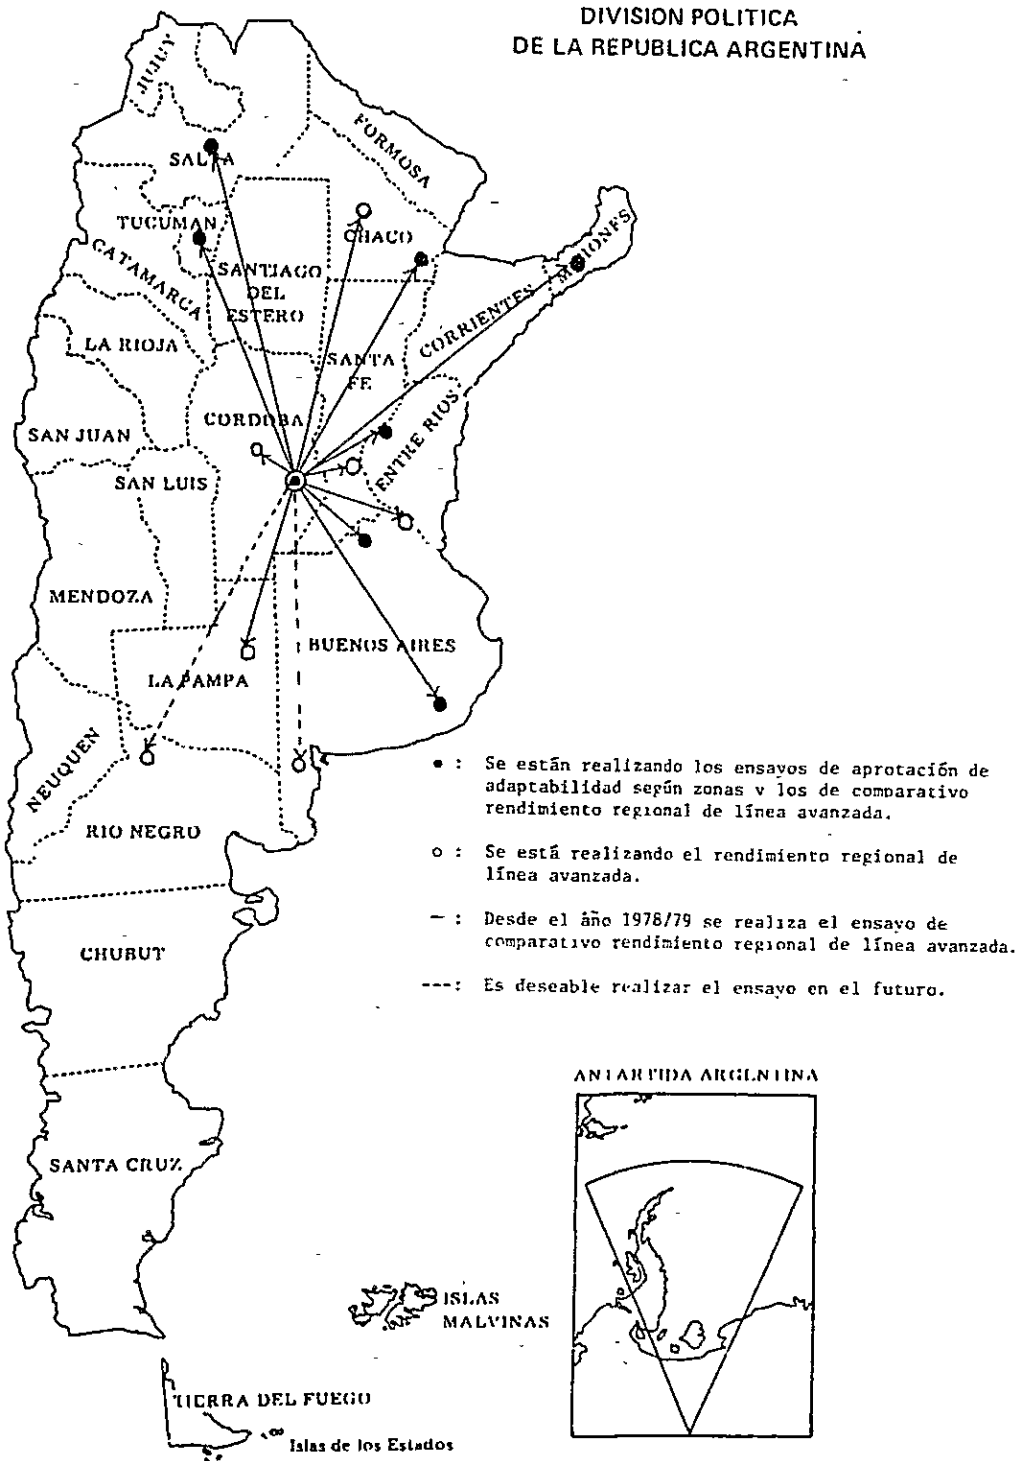 DIVISION POLITICA
DE LA REPUBLICA ARGENTINA
JUJUY
FORMOSA
SALTA
TUCUMAN
CHACO
MISIONES
CATAMARCA
SANTIAGO
DEL
ESTERO
CORRIENTES
LA RIOJA
SANTA
FE
CORDOBA
ENTRE RIOS
SAN JUAN
SAN LUIS
MENDOZA
BUENOS AIRES
LA PAMPA
NEUQUEN
RIO NEGRO
● : Se están realizando los ensayos de aprotación de
adaptabilidad según zonas y los de comparativo
rendimiento regional de línea avanzada.
○ : Se está realizando el rendimiento regional de
línea avanzada.
— : Desde el año 1978/79 se realiza el ensayo de
comparativo rendimiento regional de línea avanzada.
---: Es deseable realizar el ensayo en el futuro.
CHUBUT
ANTARTIDA ARGENTINA
SANTA CRUZ
ISLAS
MALVINAS
TIERRA DEL FUEGO
Islas de los Estados